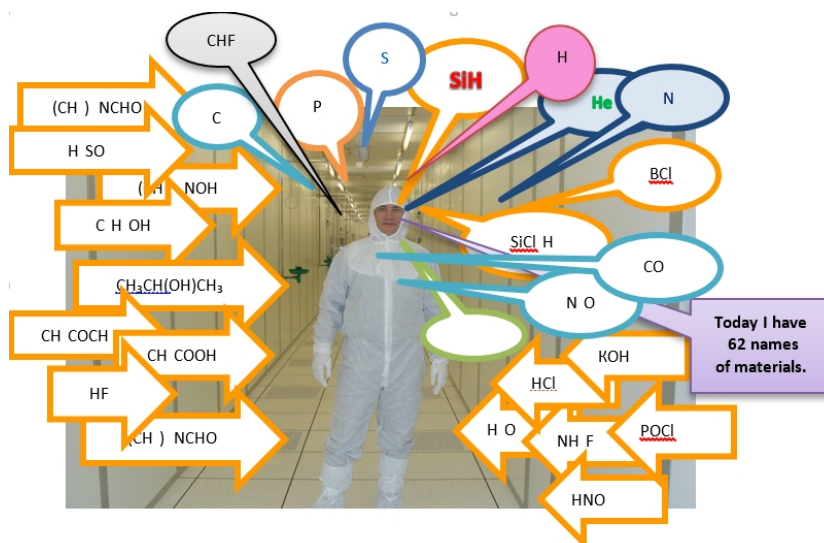 CHF
S
SiH
H
He
N
(CH ) NCHO
C
P
H SO
(CH NOH
BCl
C H OH
SiCl H
CH₃CH(OH)CH₃
CO
N O
CH COCH
CH COOH
Today I have
62 names
of materials.
KOH
HCl
HF
(CH ) NCHO
H O
NH F
POCl
HNO